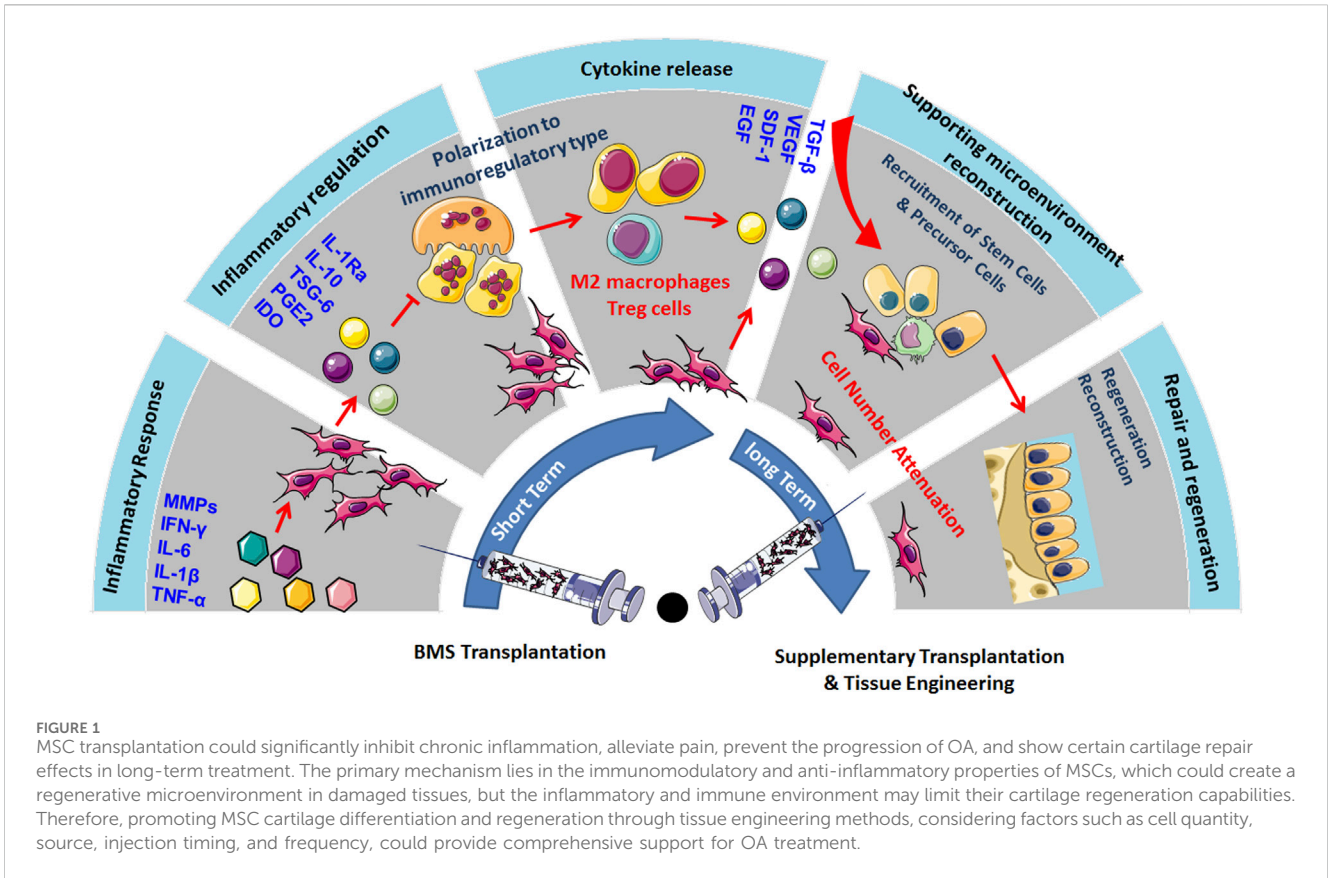 Inflammatory Response
MMPs
IFN-γ
IL-6
IL-1β
TNF-α
Inflammatory regulation
IL-1Ra
IL-10
TSG-6
PGE2
IDO
Polarization to
immunoregulatory type
Cytokine release
M2 macrophages
Treg cells
TGF-β
VEGF
SDF-1
EGF
Supporting microenvironment
reconstruction
Recruitment of Stem Cells
& Precursor Cells
Cell Number Attenuation
Repair and regeneration
Regeneration
Reconstruction
Short Term
long Term
BMS Transplantation
Supplementary Transplantation
& Tissue Engineering
FIGURE 1
MSC transplantation could significantly inhibit chronic inflammation, alleviate pain, prevent the progression of OA, and show certain cartilage repair
effects in long-term treatment. The primary mechanism lies in the immunomodulatory and anti-inflammatory properties of MSCs, which could create a
regenerative microenvironment in damaged tissues, but the inflammatory and immune environment may limit their cartilage regeneration capabilities.
Therefore, promoting MSC cartilage differentiation and regeneration through tissue engineering methods, considering factors such as cell quantity,
source, injection timing, and frequency, could provide comprehensive support for OA treatment.